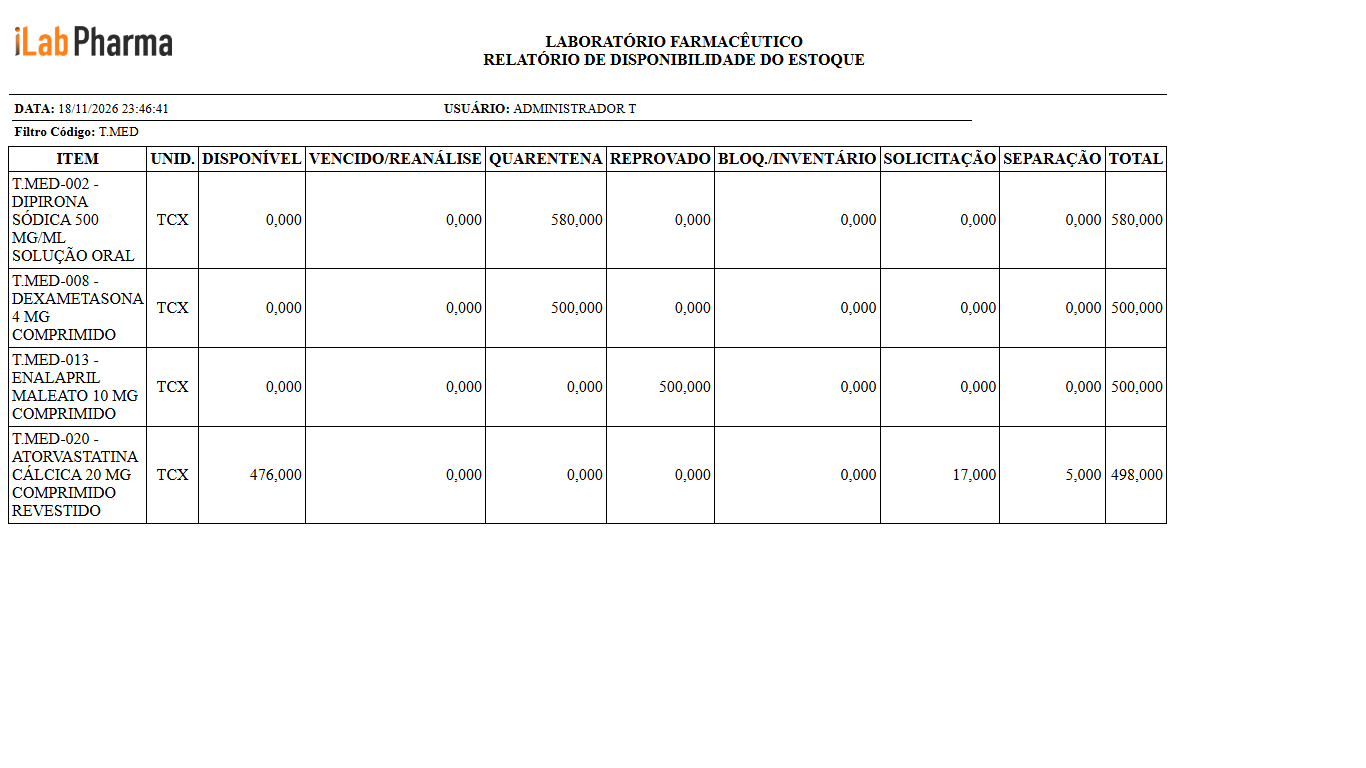 iLab Pharma
LABORATÓRIO FARMACÊUTICO
RELATÓRIO DE DISPONIBILIDADE DO ESTOQUE
DATA: 18/11/2026 23:46:41 USUÁRIO: ADMINISTRADOR T
Filtro Código: T.MED
ITEM UNID. DISPONÍVEL VENCIDO/REANÁLISE QUARENTENA REPROVADO BLOQ./INVENTÁRIO SOLICITAÇÃO SEPARAÇÃO TOTAL
T.MED-002 -
DIPIRONA
SÓDICA 500
MG/ML
SOLUÇÃO ORAL
TCX 0,000 0,000 580,000 0,000 0,000 0,000 0,000 580,000
T.MED-008 -
DEXAMETASONA
4 MG
COMPRIMIDO
TCX 0,000 0,000 500,000 0,000 0,000 0,000 0,000 500,000
T.MED-013 -
ENALAPRIL
MALEATO 10 MG
COMPRIMIDO
TCX 0,000 0,000 0,000 500,000 0,000 0,000 0,000 500,000
T.MED-020 -
ATORVASTATINA
CÁLCICA 20 MG
COMPRIMIDO
REVESTIDO
TCX 476,000 0,000 0,000 0,000 0,000 17,000 5,000 498,000